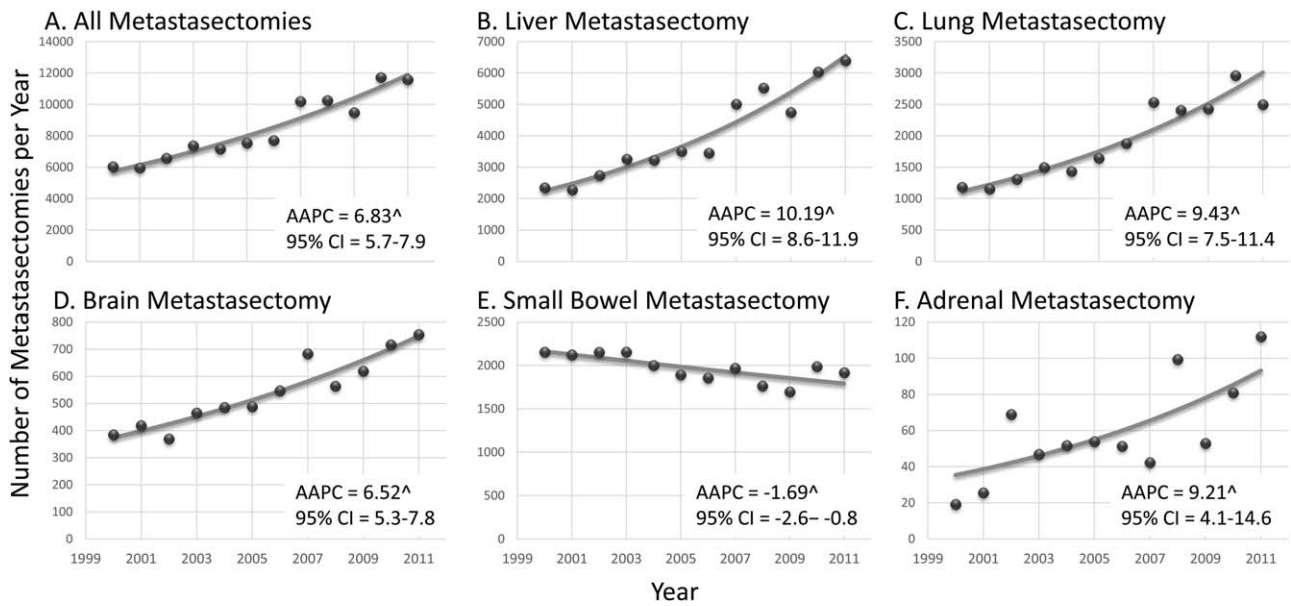 Number of Metastasectomies per Year
A. All Metastasectomies
14000
12000
10000
8000
6000
4000
2000
0
AAPC = 6.83^
95% CI = 5.7-7.9
B. Liver Metastasectomy
7000
6000
5000
4000
3000
2000
1000
0
AAPC = 10.19^
95% CI = 8.6-11.9
C. Lung Metastasectomy
3500
3000
2500
2000
1500
1000
500
0
AAPC = 9.43^
95% CI = 7.5-11.4
D. Brain Metastasectomy
800
700
600
500
400
300
200
100
0
AAPC = 6.52^
95% CI = 5.3-7.8
1999 2001 2003 2005 2007 2009 2011
E. Small Bowel Metastasectomy
2500
2000
1500
1000
500
0
AAPC = -1.69^
95% CI = -2.6– -0.8
1999 2001 2003 2005 2007 2009 2011
F. Adrenal Metastasectomy
120
100
80
60
40
20
0
AAPC = 9.21^
95% CI = 4.1-14.6
1999 2001 2003 2005 2007 2009 2011
Year